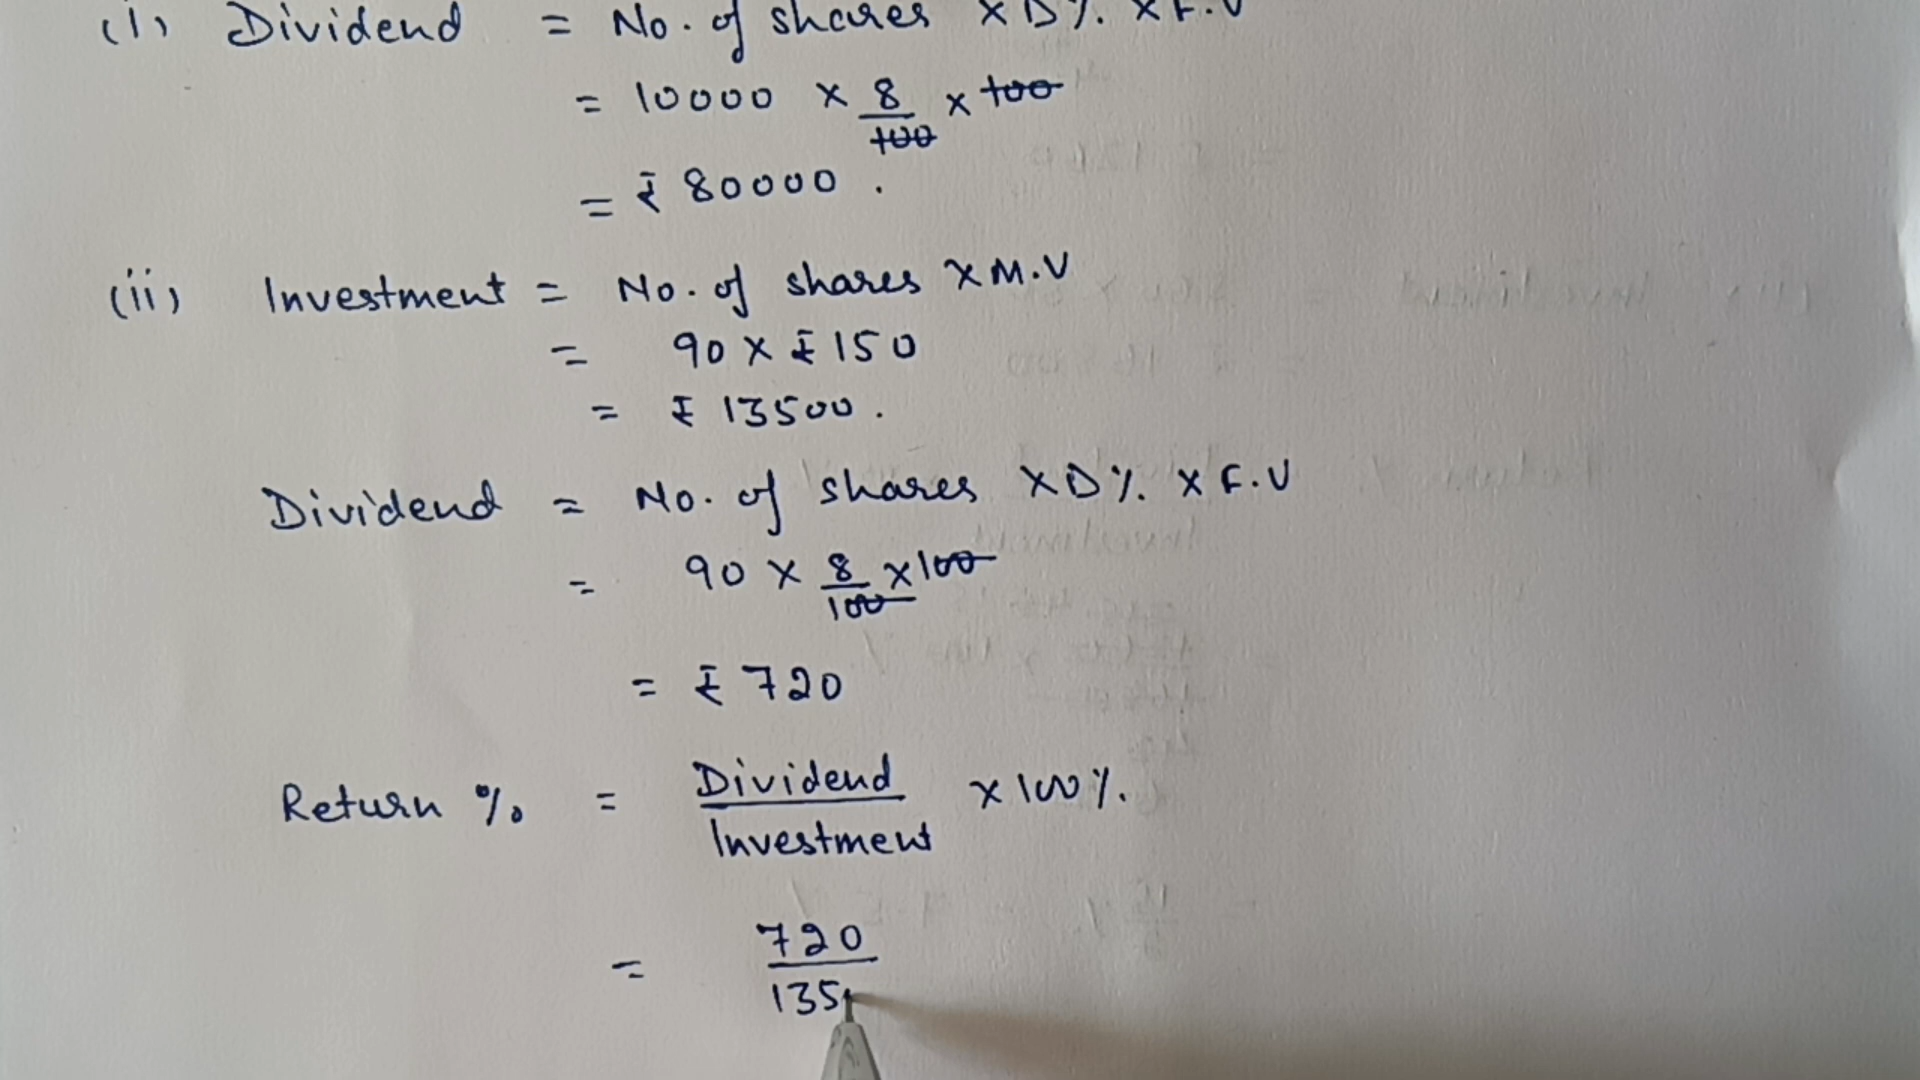 (i) Dividend = No. of shares × D% × F.V
= 10000 × 8/100 × 100
= ₹ 80000.
(ii) Investment = No. of shares × M.V
= 90 × ₹ 150
= ₹ 13500.
Dividend = No. of shares × D% × F.V
= 90 × 8/100 × 100
= ₹ 720
Return % = Dividend/Investment × 100%.
= 720/135